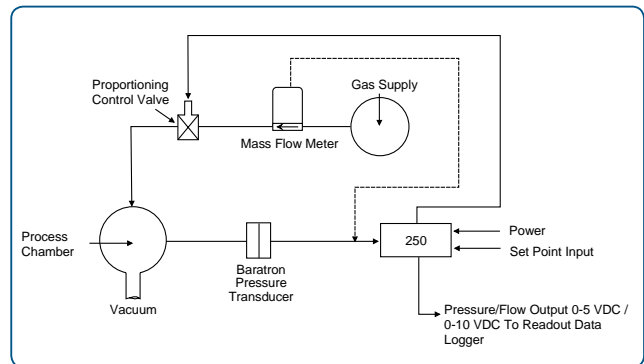 Proportioning
Control Valve
Gas Supply
Mass Flow Meter
Process
Chamber
Baratron
Pressure
Transducer
Vacuum
250
Power
Set Point Input
Pressure/Flow Output 0-5 VDC /
0-10 VDC To Readout Data
Logger